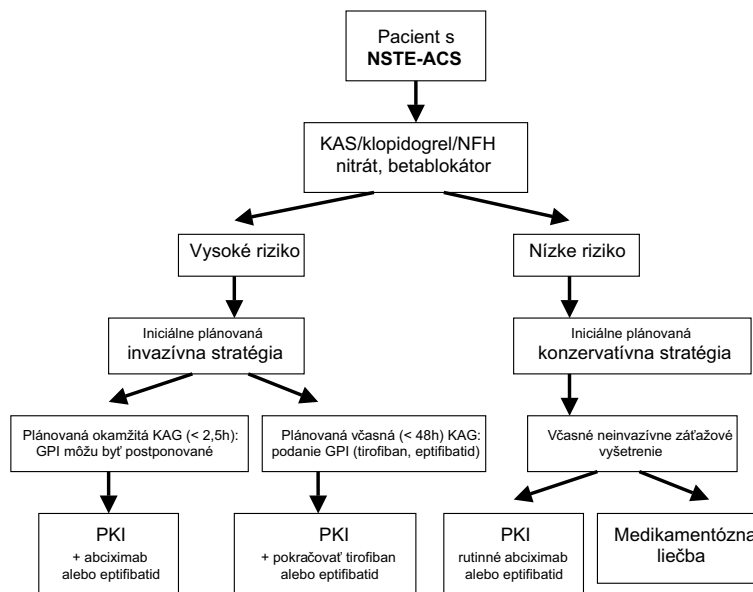 Pacient s
NSTE-ACS
KAS/klopidogrel/NFH
nitrát, betablokátor
Vysoké riziko
Nízke riziko
Iniciálne plánovaná
invazívna stratégia
Iniciálne plánovaná
konzervatívna stratégia
Plánovaná okamžitá KAG (< 2,5h):
GPI môžu byť postponované
Plánovaná včasná (< 48h) KAG:
podanie GPI (tirofiban, eptifibatid)
Včasné neinvazívne záťažové
vyšetrenie
PKI
+ abciximab
alebo eptifibatid
PKI
+ pokračovať tirofiban
alebo eptifibatid
PKI
rutinné abciximab
alebo eptifibatid
Medikamentózna
liečba